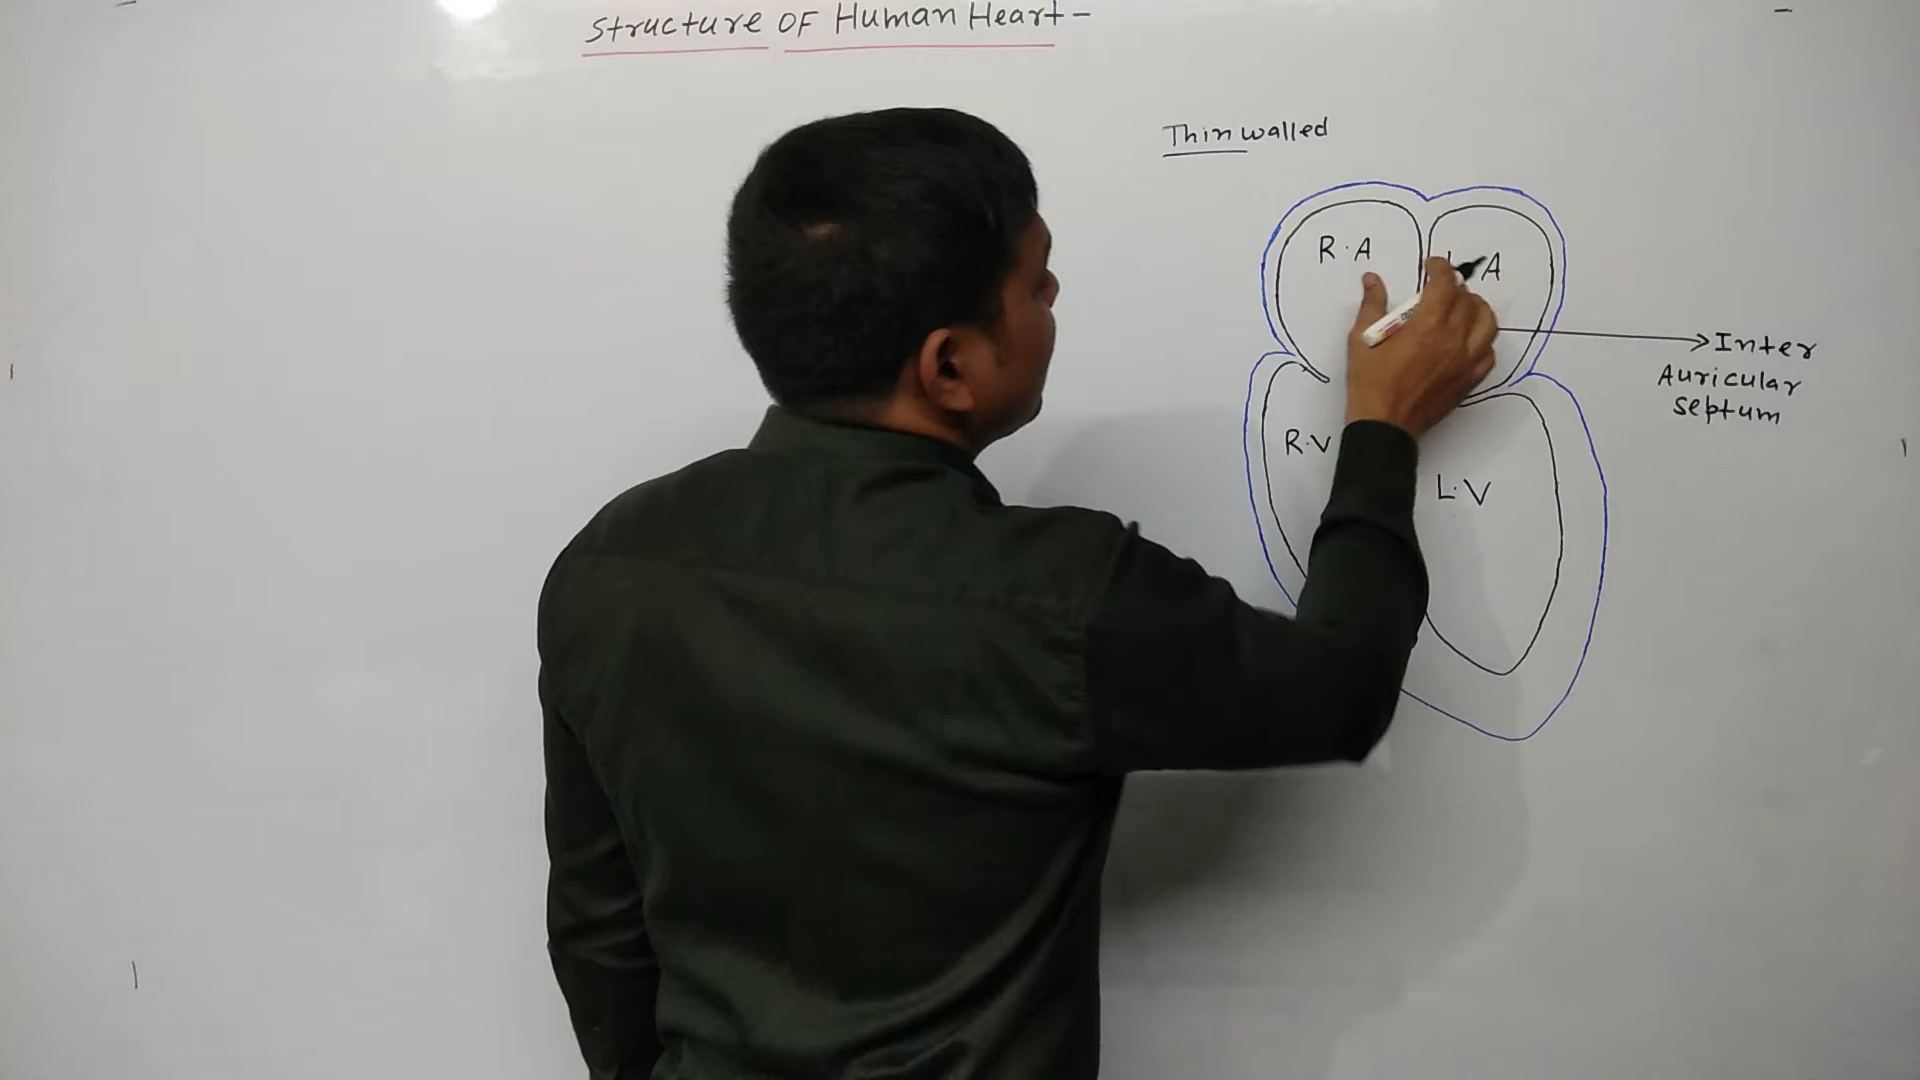 Structure OF Human Heart-
Thin walled
R.A
A
Inter
Auricular
Septum
R.V
L.V